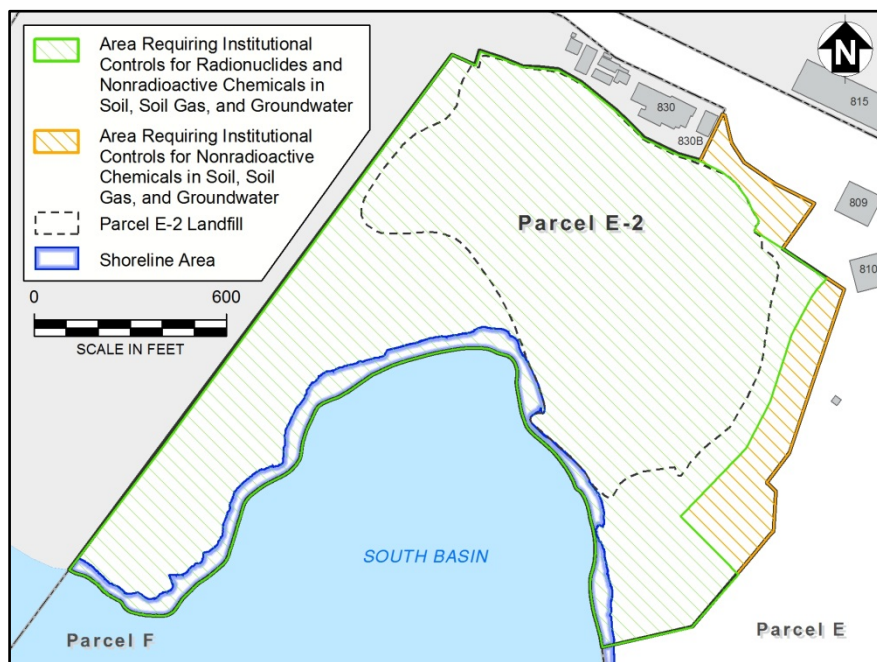 Area Requiring Institutional
Controls for Radionuclides and
Nonradioactive Chemicals in
Soil, Soil Gas, and Groundwater
Area Requiring Institutional
Controls for Nonradioactive
Chemicals in Soil, Soil
Gas, and Groundwater
Parcel E-2 Landfill
Shoreline Area
0 600
SCALE IN FEET
N
815
830
830B
809
810
Parcel E-2
SOUTH BASIN
Parcel F
Parcel E